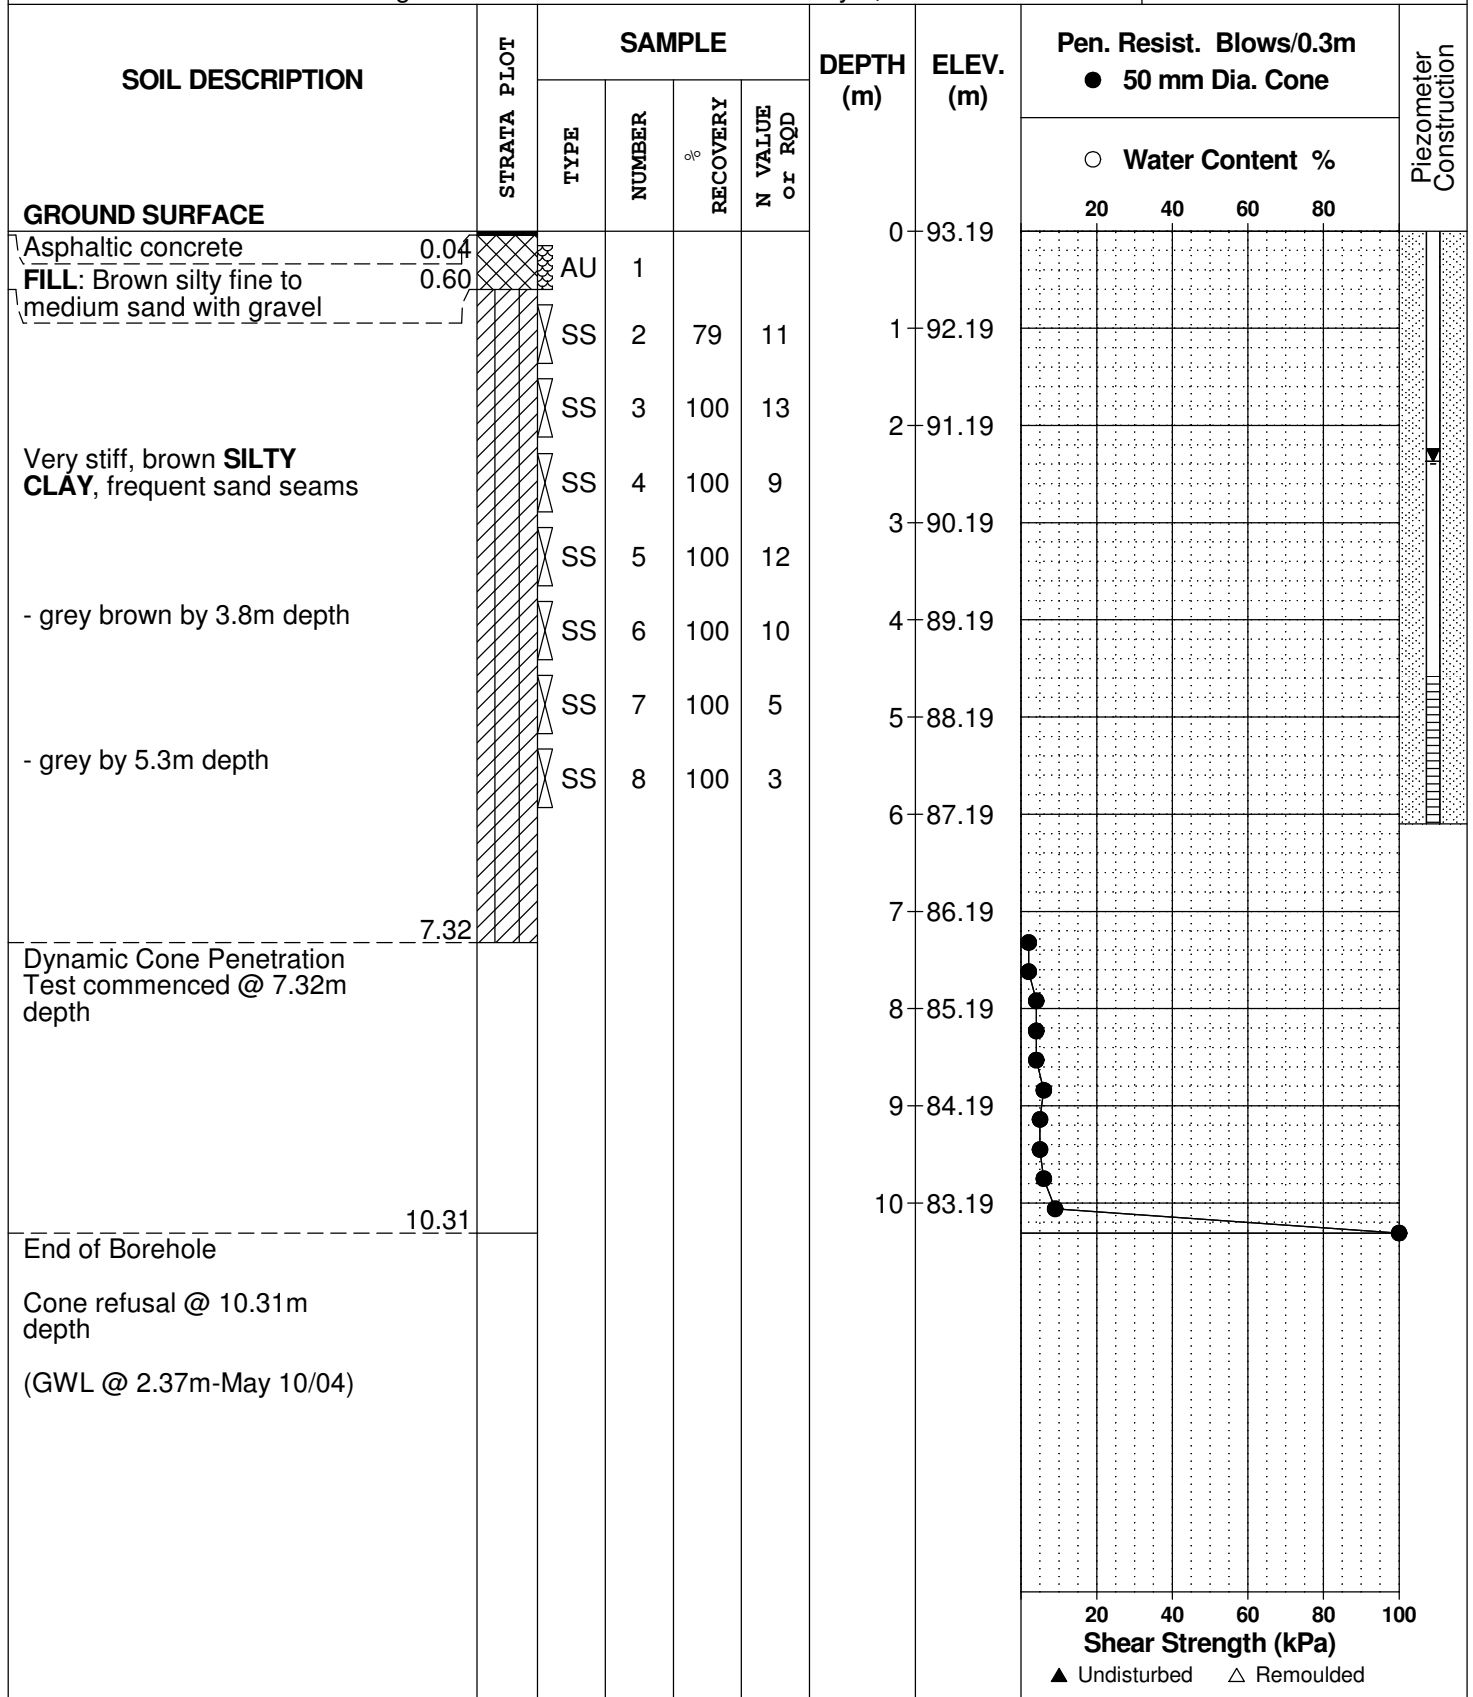 SOIL DESCRIPTION
GROUND SURFACE
STRATA PLOT
SAMPLE
TYPE
NUMBER
% RECOVERY
N VALUE or RQD
DEPTH (m)
ELEV. (m)
Pen. Resist. Blows/0.3m
● 50 mm Dia. Cone
○ Water Content %
20 40 60 80
Piezometer Construction
Asphaltic concrete 0.04
FILL: Brown silty fine to 0.60
medium sand with gravel
Very stiff, brown SILTY
CLAY, frequent sand seams
- grey brown by 3.8m depth
- grey by 5.3m depth
7.32
Dynamic Cone Penetration
Test commenced @ 7.32m
depth
10.31
End of Borehole
Cone refusal @ 10.31m
depth
(GWL @ 2.37m-May 10/04)
AU 1
SS 2 79 11
SS 3 100 13
SS 4 100 9
SS 5 100 12
SS 6 100 10
SS 7 100 5
SS 8 100 3
0 93.19
1 92.19
2 91.19
3 90.19
4 89.19
5 88.19
6 87.19
7 86.19
8 85.19
9 84.19
10 83.19
20 40 60 80 100
Shear Strength (kPa)
▲ Undisturbed △ Remoulded